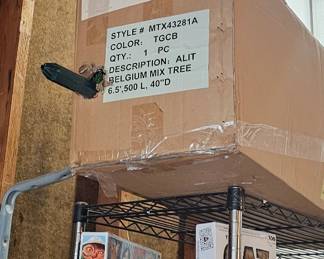 STYLE # MTX43281A
COLOR: TGCB
QTY.: 1 PC
DESCRIPTION: ALIT
BELGIUM MIX TREE
6.5',500 L, 40"D